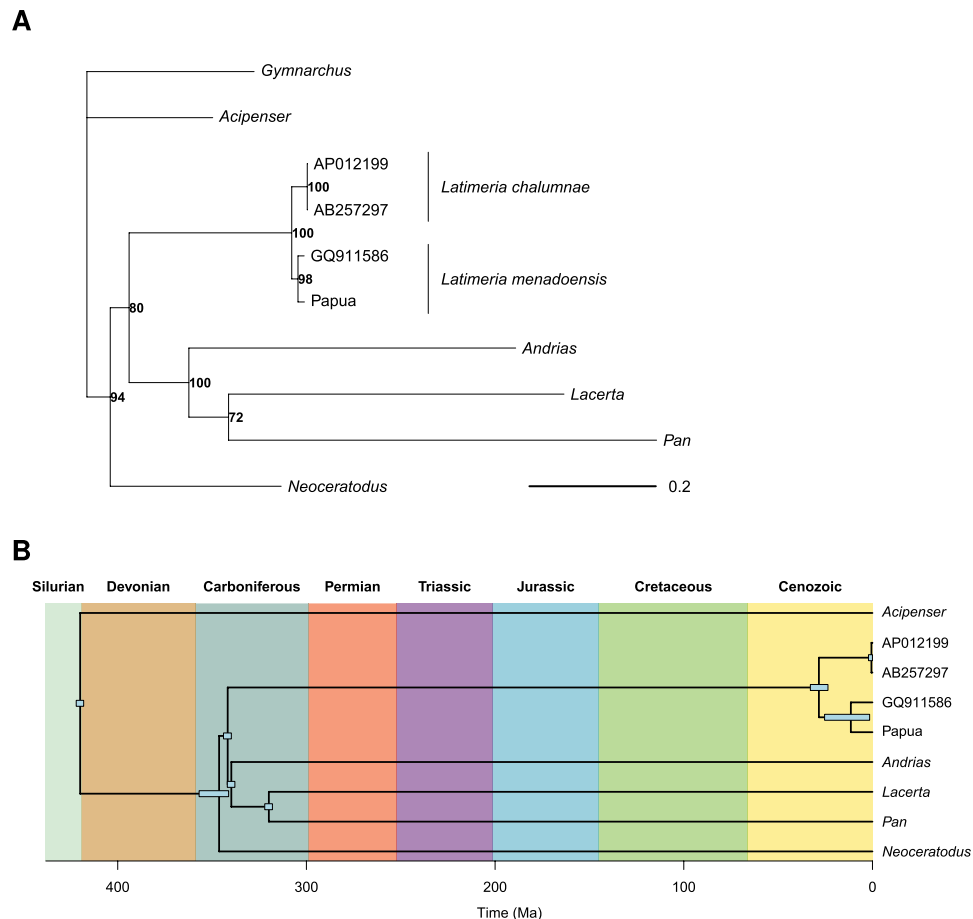 A
Gymnarchus
Acipenser
AP012199
100
Latimeria chalumnae
AB257297
100
GQ911586
98
Latimeria menadoensis
Papua
80
Andrias
100
Lacerta
94
72
Pan
Neoceratodus
0.2
B
Silurian Devonian Carboniferous Permian Triassic Jurassic Cretaceous Cenozoic
Acipenser
AP012199
AB257297
GQ911586
Papua
Andrias
Lacerta
Pan
Neoceratodus
400 300 200 100 0
Time (Ma)